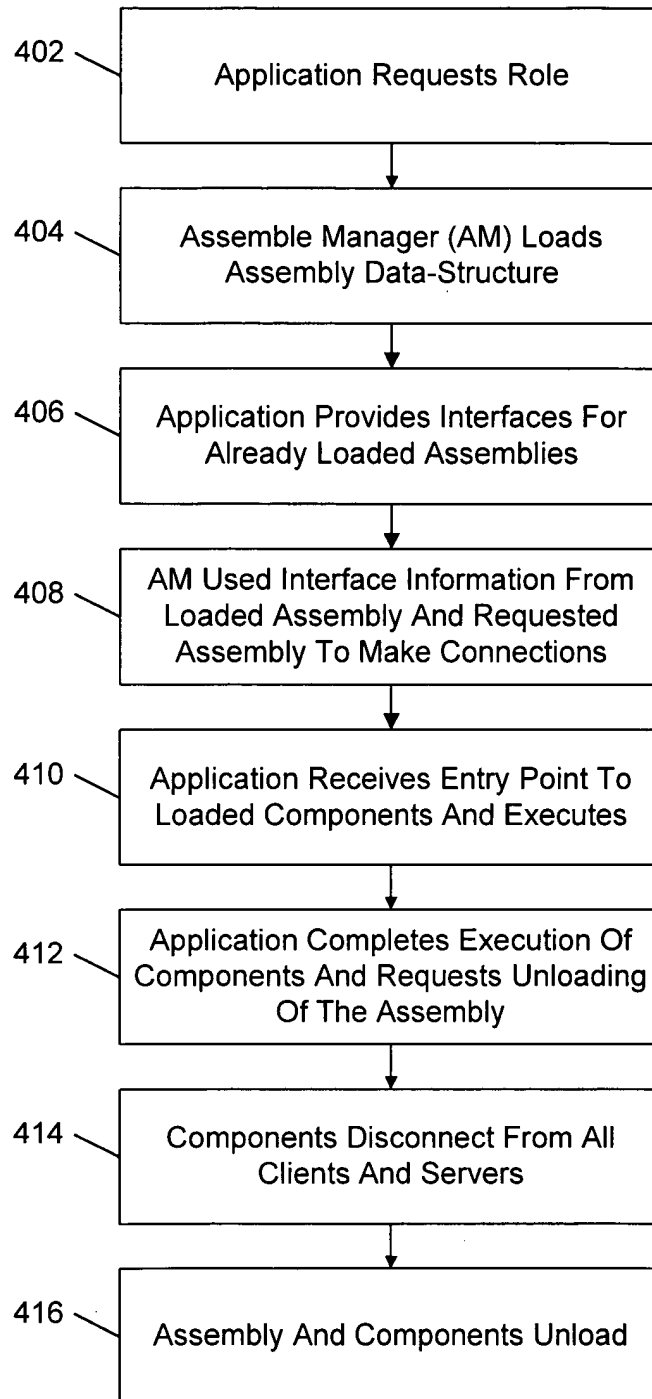 402
Application Requests Role
404
Assemble Manager (AM) Loads
Assembly Data-Structure
406
Application Provides Interfaces For
Already Loaded Assemblies
408
AM Used Interface Information From
Loaded Assembly And Requested
Assembly To Make Connections
410
Application Receives Entry Point To
Loaded Components And Executes
412
Application Completes Execution Of
Components And Requests Unloading
Of The Assembly
414
Components Disconnect From All
Clients And Servers
416
Assembly And Components Unload